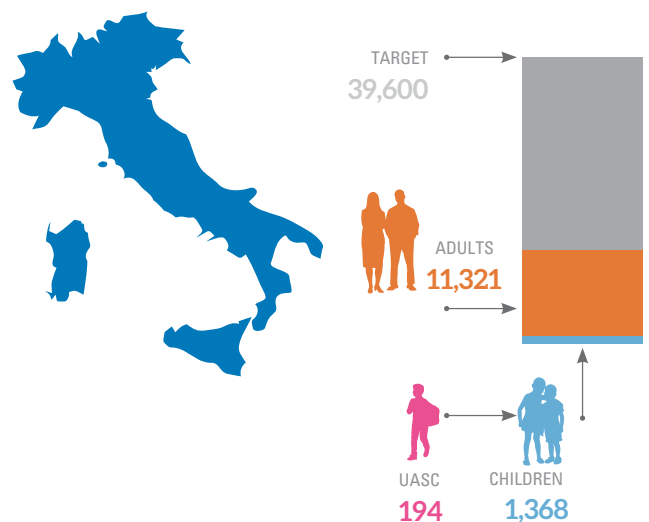 TARGET
39,600
ADULTS
11,321
UASC
194
CHILDREN
1,368